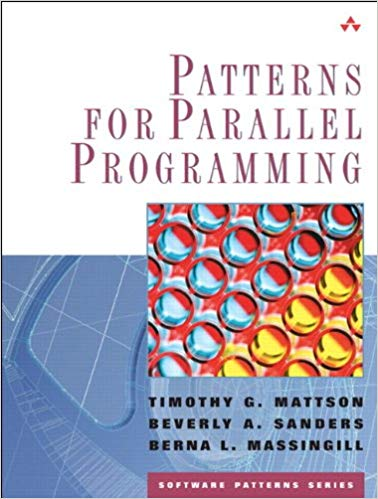 PATTERNS
FOR PARALLEL
PROGRAMMING
TIMOTHY G. MATTSON
BEVERLY A. SANDERS
BERNA L. MASSINGILL
SOFTWARE PATTERNS SERIES